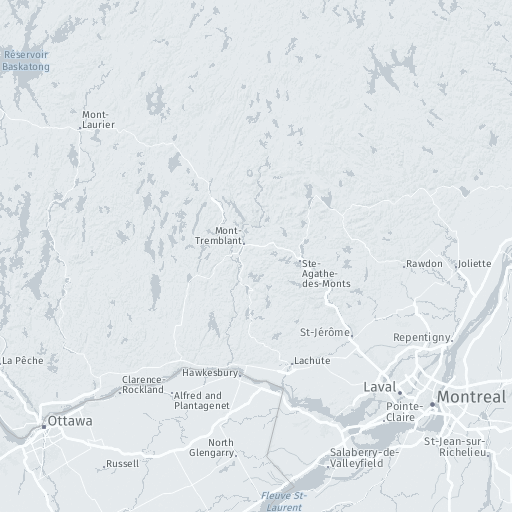 Réservoir
Baskatong
Mont-
Laurier
Mont-
Tremblant
Ste-
Agathe-
des-Monts
Rawdon
Joliette
St-Jérôme
Repentigny
La Pêche
Lachute
Hawkesbury
Clarence-
Rockland
Alfred and
Plantagenet
Laval
Montreal
Pointe-
Claire
Ottawa
North
Glengarry
St-Jean-sur-
Richelieu
Salaberry-de-
Valleyfield
Russell
Fleuve St-
Laurent